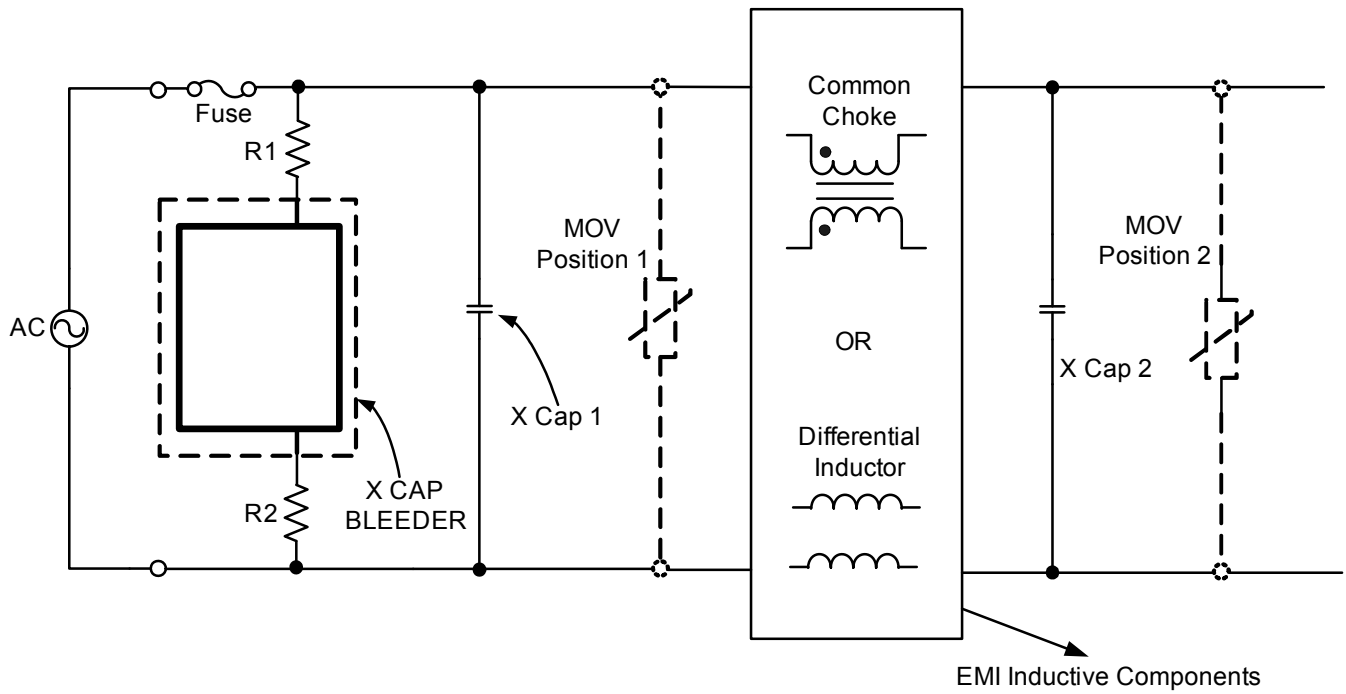 Fuse
R1
AC
R2
X CAP
BLEEDER
X Cap 1
MOV
Position 1
Common
Choke
OR
Differential
Inductor
X Cap 2
MOV
Position 2
EMI Inductive Components